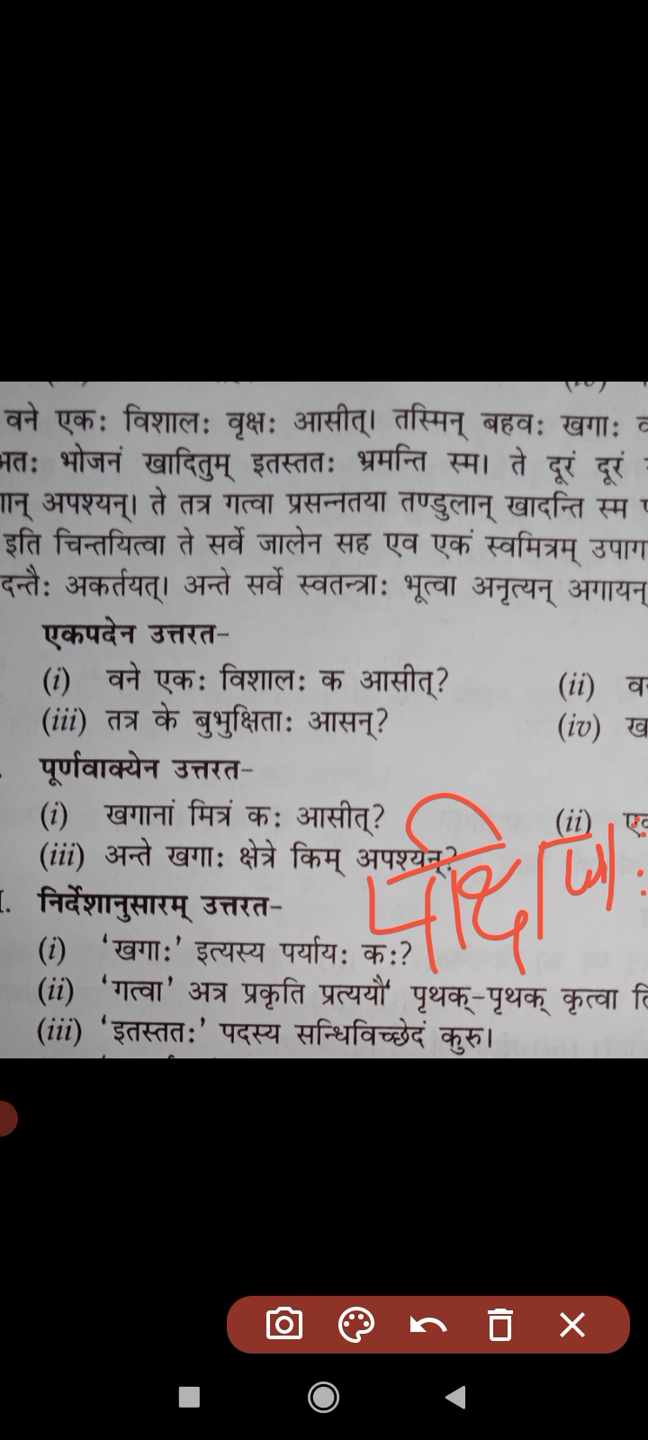 वने एकः विशालः वृक्षः आसीत्। तस्मिन् बहवः खगाः
भोजनं खादितुम् इतस्ततः भ्रमन्ति स्म। ते दूरं दूरं
अपश्यन्। ते तत्र गत्वा प्रसन्नतया तण्डुलान् खादन्ति स्म
इति चिन्तयित्वा ते सर्वे जालेन सह एव एकं स्वमित्रम् उपाग
दन्तैः अकर्तयत्। अन्ते सर्वे स्वतन्त्राः भूत्वा अनृत्यन् अगायन्
एकपदेन उत्तरत-
(i) वने एकः विशालः क आसीत्? (ii) व
(iii) तत्र के बुभुक्षिताः आसन्? (iv) ख
पूर्णवाक्येन उत्तरत-
(i) खगानां मित्रं कः आसीत्? (ii) ए
(iii) अन्ते खगाः क्षेत्रे किम् अपश्यन्?
पक्षिणः
निर्देशानुसारम् उत्तरत-
(i) ‘खगाः’ इत्यस्य पर्यायः कः?
(ii) ‘गत्वा’ अत्र प्रकृति प्रत्ययौ पृथक्-पृथक् कृत्वा
(iii) ‘इतस्ततः’ पदस्य सन्धिविच्छेदं कुरु।